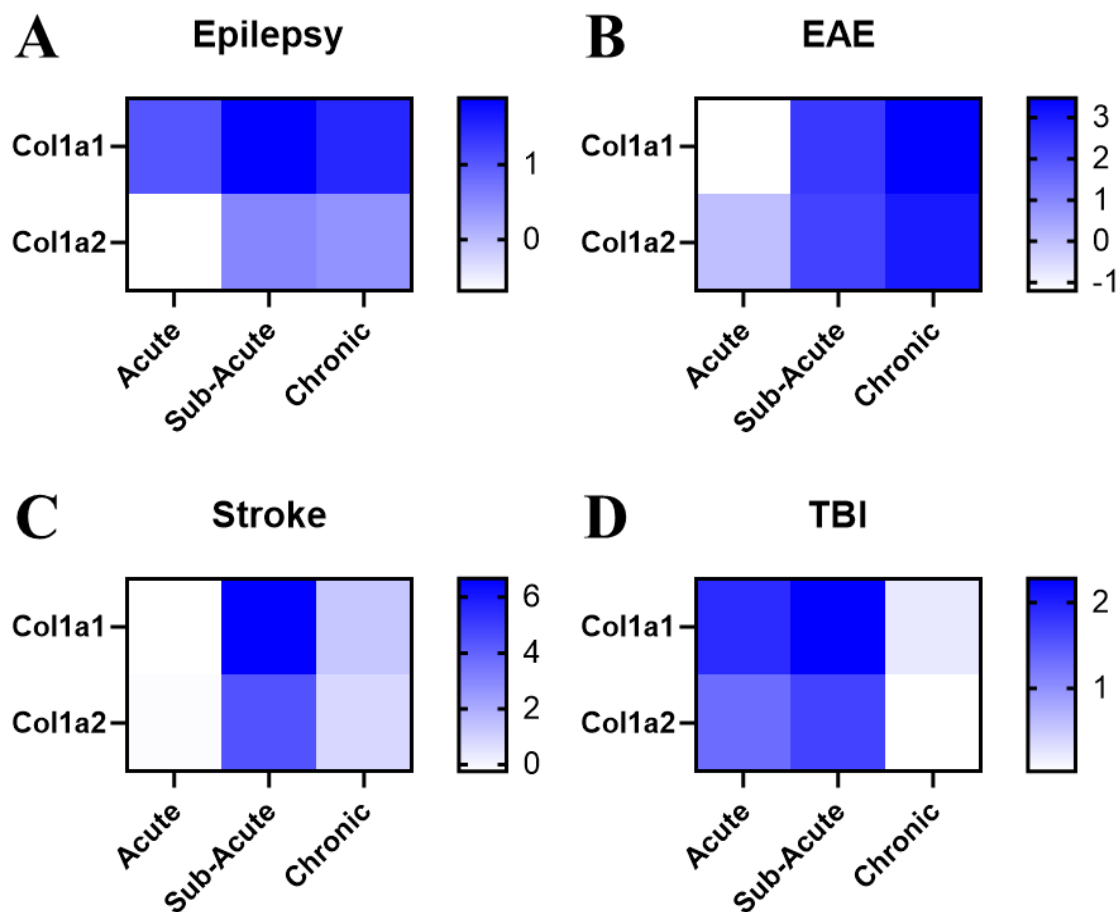 A Epilepsy
Col1a1
Col1a2
1
0
Acute
Sub-Acute
Chronic
B EAE
Col1a1
Col1a2
3
2
1
0
-1
Acute
Sub-Acute
Chronic
C Stroke
Col1a1
Col1a2
6
4
2
0
Acute
Sub-Acute
Chronic
D TBI
Col1a1
Col1a2
2
1
Acute
Sub-Acute
Chronic